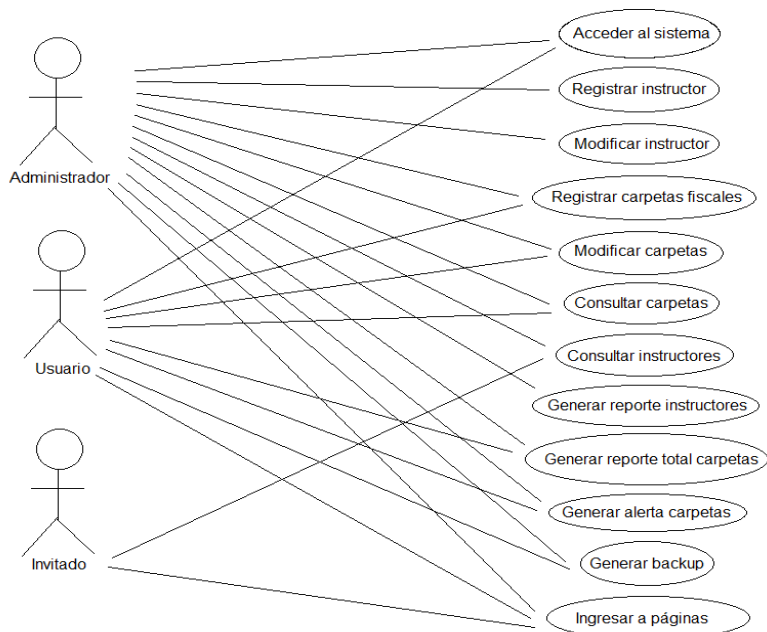 Administrador
Usuario
Invitado
Acceder al sistema
Registrar instructor
Modificar instructor
Registrar carpetas fiscales
Modificar carpetas
Consultar carpetas
Consultar instructores
Generar reporte instructores
Generar reporte total carpetas
Generar alerta carpetas
Generar backup
Ingresar a páginas